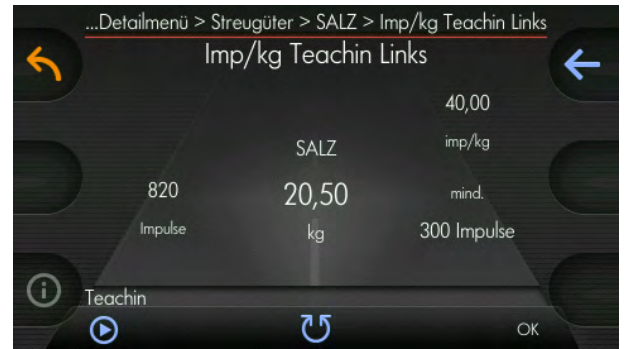 ...Detailmenü > Streugüter > SALZ > Imp/kg Teachin Links
Imp/kg Teachin Links
40,00
imp/kg
SALZ
820
20,50
mind.
Impulse
kg
300 Impulse
Teachin
OK